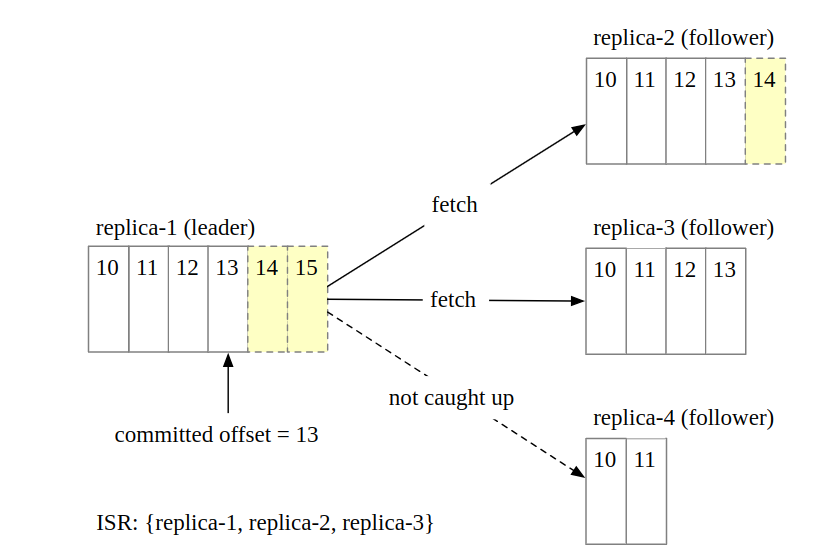 replica-2 (follower)
10 11 12 13 14
fetch
replica-1 (leader)
10 11 12 13 14 15
replica-3 (follower)
10 11 12 13
fetch
not caught up
committed offset = 13
replica-4 (follower)
10 11
ISR: {replica-1, replica-2, replica-3}